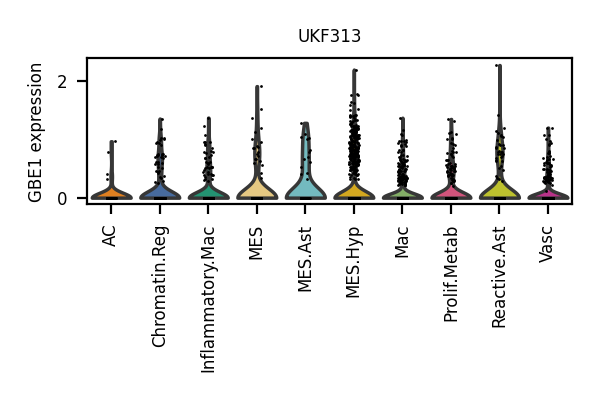 UKF313
GBE1 expression
2
0
AC
Chromatin.Reg
Inflammatory.Mac
MES
MES.Ast
MES.Hyp
Mac
Prolif.Metab
Reactive.Ast
Vasc